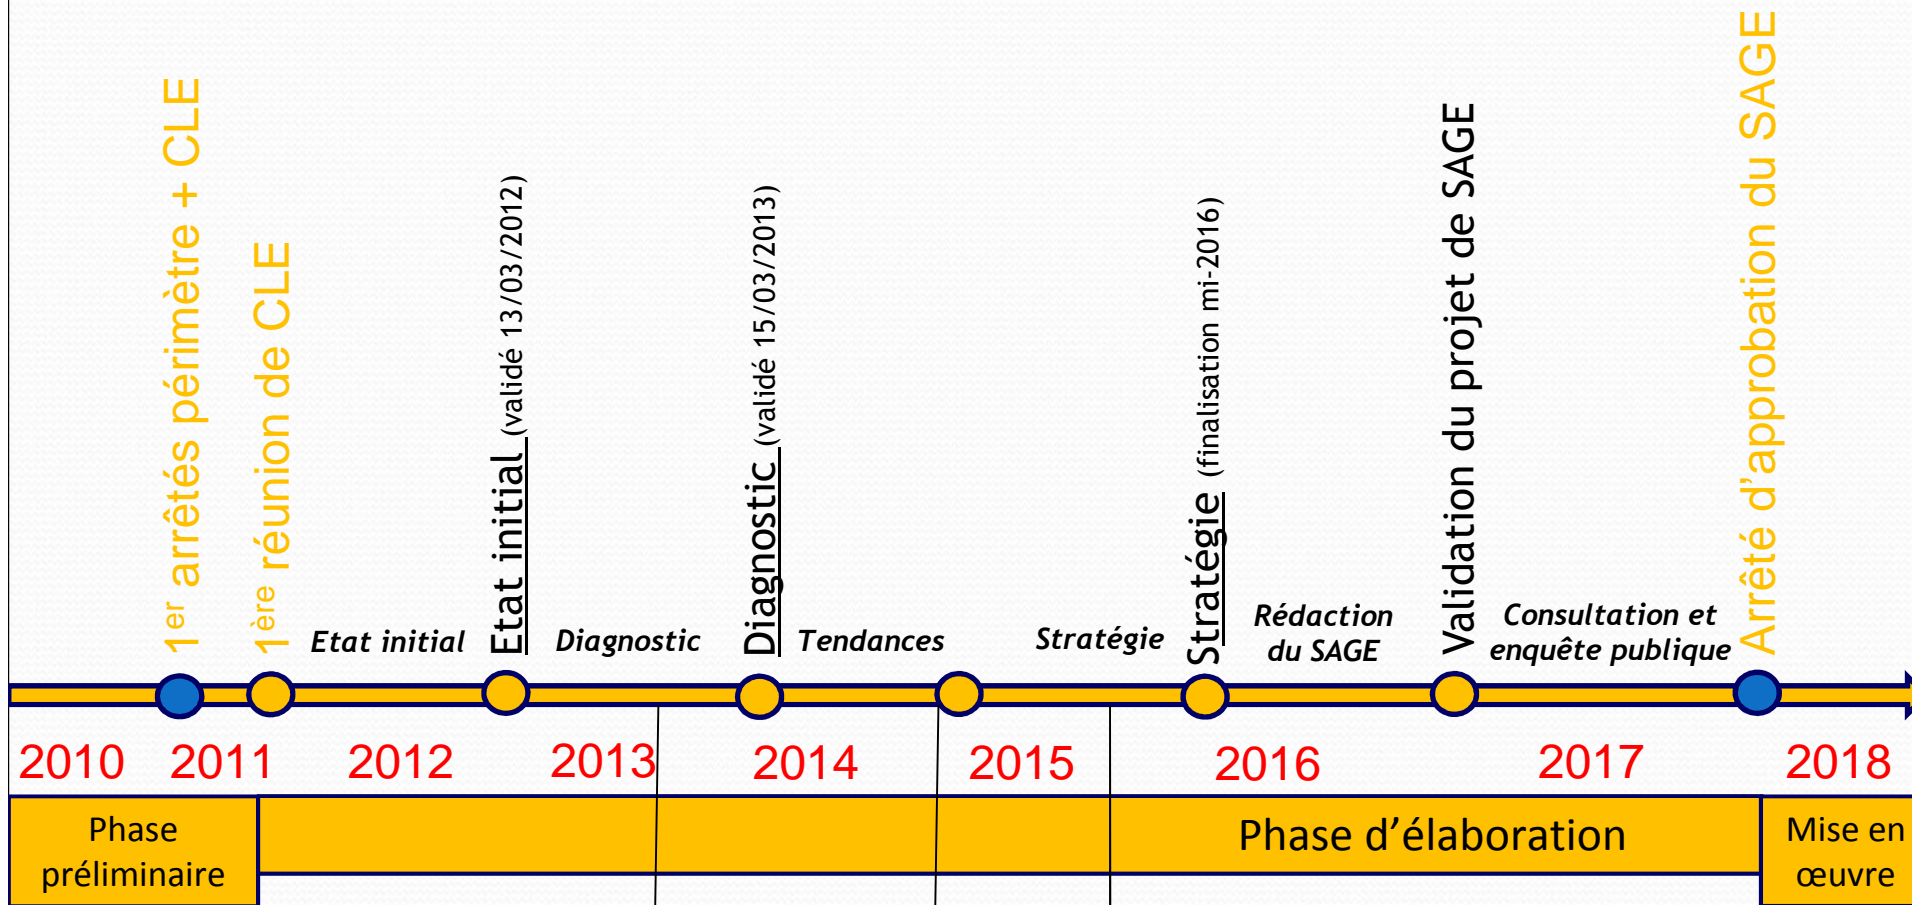 1er arrêtés périmètre + CLE
1ère réunion de CLE
Etat initial (validé 13/03/2012)
Diagnostic (validé 15/03/2013)
Stratégie (finalisation mi-2016)
Validation du projet de SAGE
Arrêté d’approbation du SAGE
Etat initial
Diagnostic
Tendances
Stratégie
Rédaction
du SAGE
Consultation et
enquête publique
2010 2011 2012 2013 2014 2015 2016 2017 2018
Phase
préliminaire
Phase d’élaboration
Mise en
œuvre